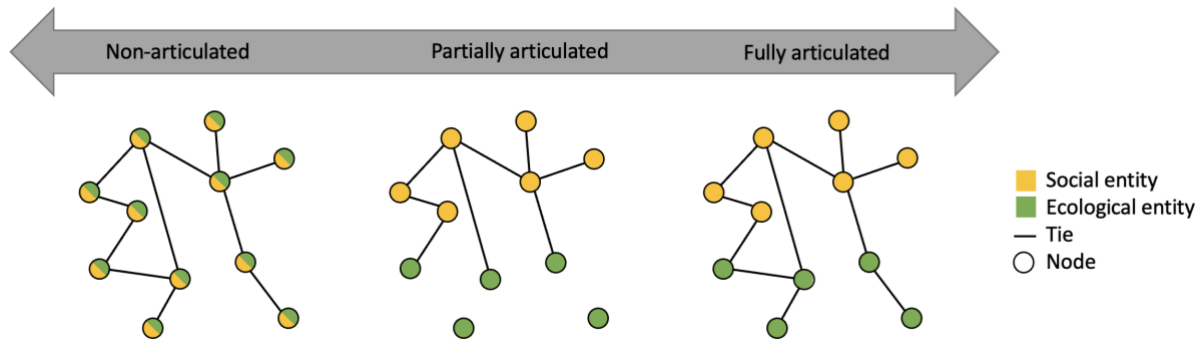 Non-articulated
Partially articulated
Fully articulated
Social entity
Ecological entity
Tie
Node